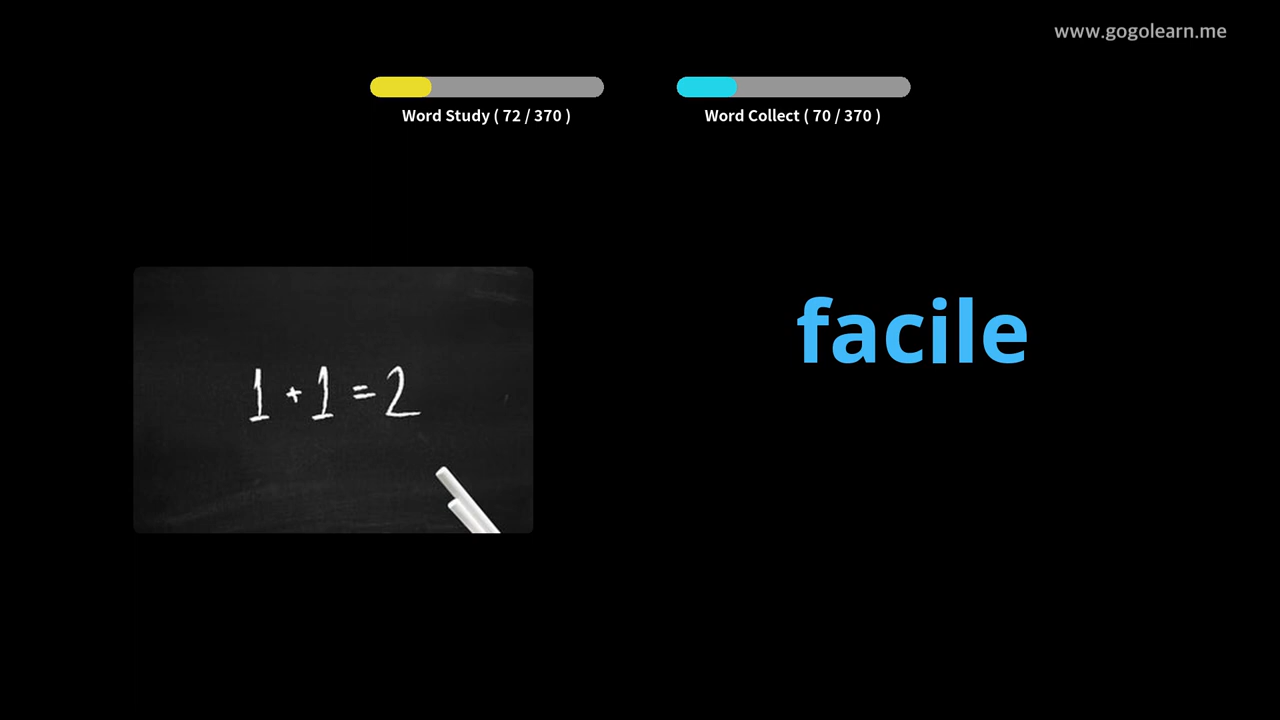 www.gogolearn.me
Word Study ( 72 / 370 )
Word Collect ( 70 / 370 )
1 + 1 = 2
facile